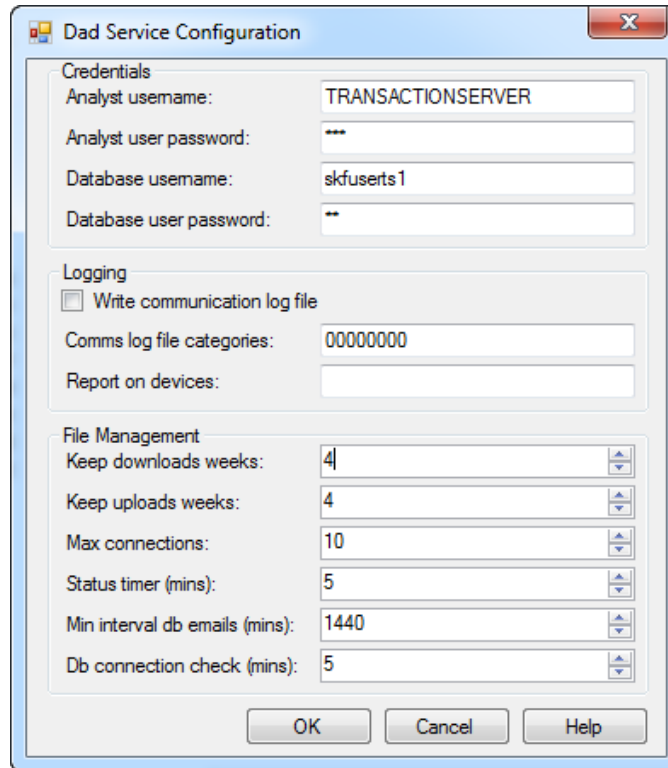 Dad Service Configuration
Credentials
Analyst username: TRANSACTIONSERVER
Analyst user password: ***
Database username: skfuserts1
Database user password: **
Logging
Write communication log file
Comms log file categories: 00000000
Report on devices:
File Management
Keep downloads weeks: 4
Keep uploads weeks: 4
Max connections: 10
Status timer (mins): 5
Min interval db emails (mins): 1440
Db connection check (mins): 5
OK Cancel Help